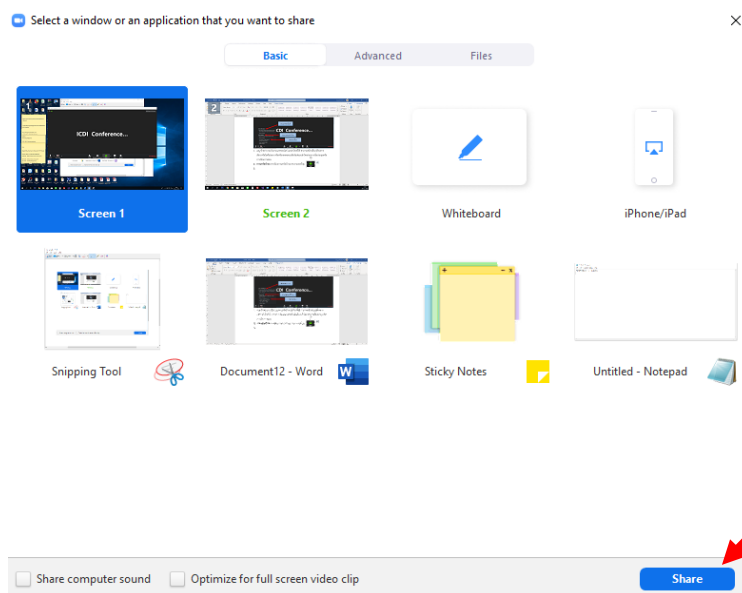 Select a window or an application that you want to share
Basic Advanced Files
1
ICDI Conference...
2
Screen 1 Screen 2 Whiteboard iPhone/iPad
Snipping Tool Document12 - Word W Sticky Notes Untitled - Notepad
Share computer sound Optimize for full screen video clip Share